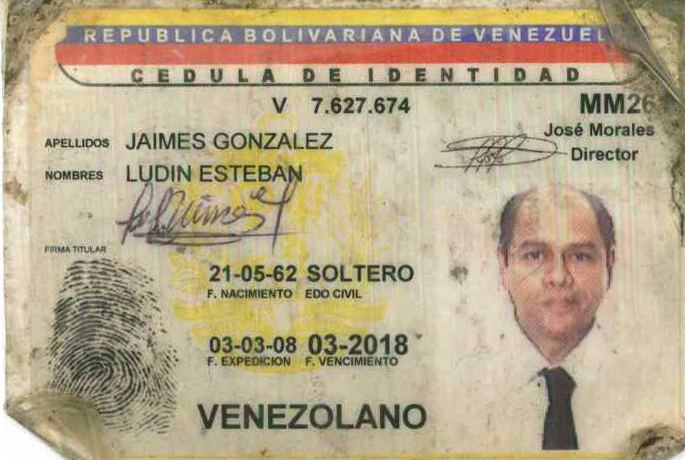 REPUBLICA BOLIVARIANA DE VENEZUEL
CEDULA DE IDENTIDAD
V 7.627.674 MM26
José Morales
Director
APELLIDOS JAIMES GONZALEZ
NOMBRES LUDIN ESTEBAN
FIRMA TITULAR
21-05-62 SOLTERO
F. NACIMIENTO EDO CIVIL
03-03-08 03-2018
F. EXPEDICION F. VENCIMIENTO
VENEZOLANO